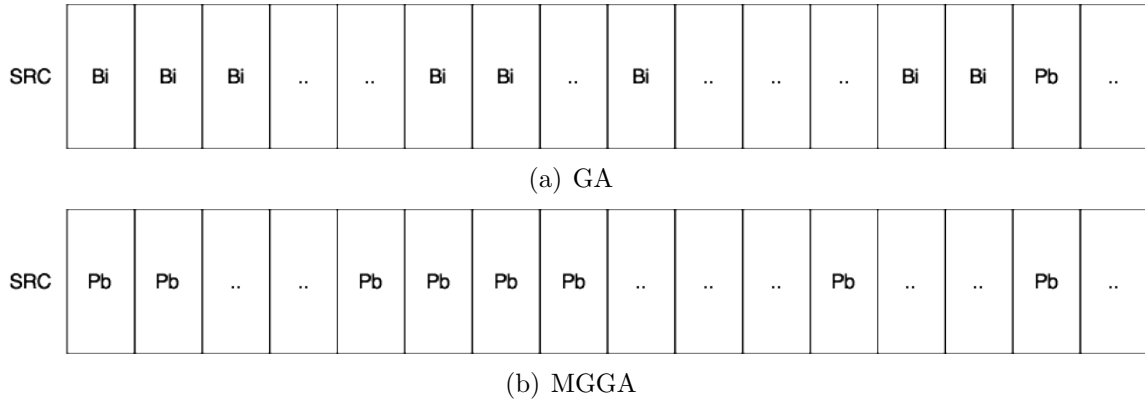 SRC Bi Bi Bi .. .. Bi Bi .. Bi .. .. .. Bi Bi Pb ..
(a) GA
SRC Pb Pb .. .. Pb Pb Pb Pb .. .. .. Pb .. .. Pb ..
(b) MGGA